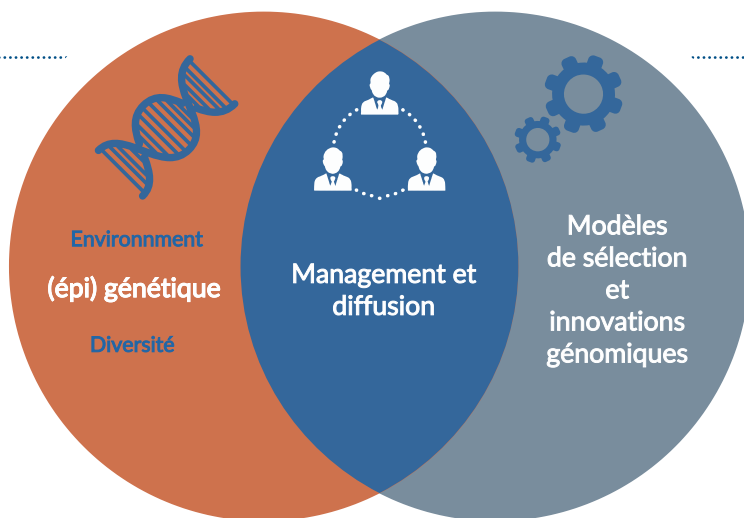 Environnment
(épi) génétique
Diversité
Management et
diffusion
Modèles
de sélection
et
innovations
génomiques